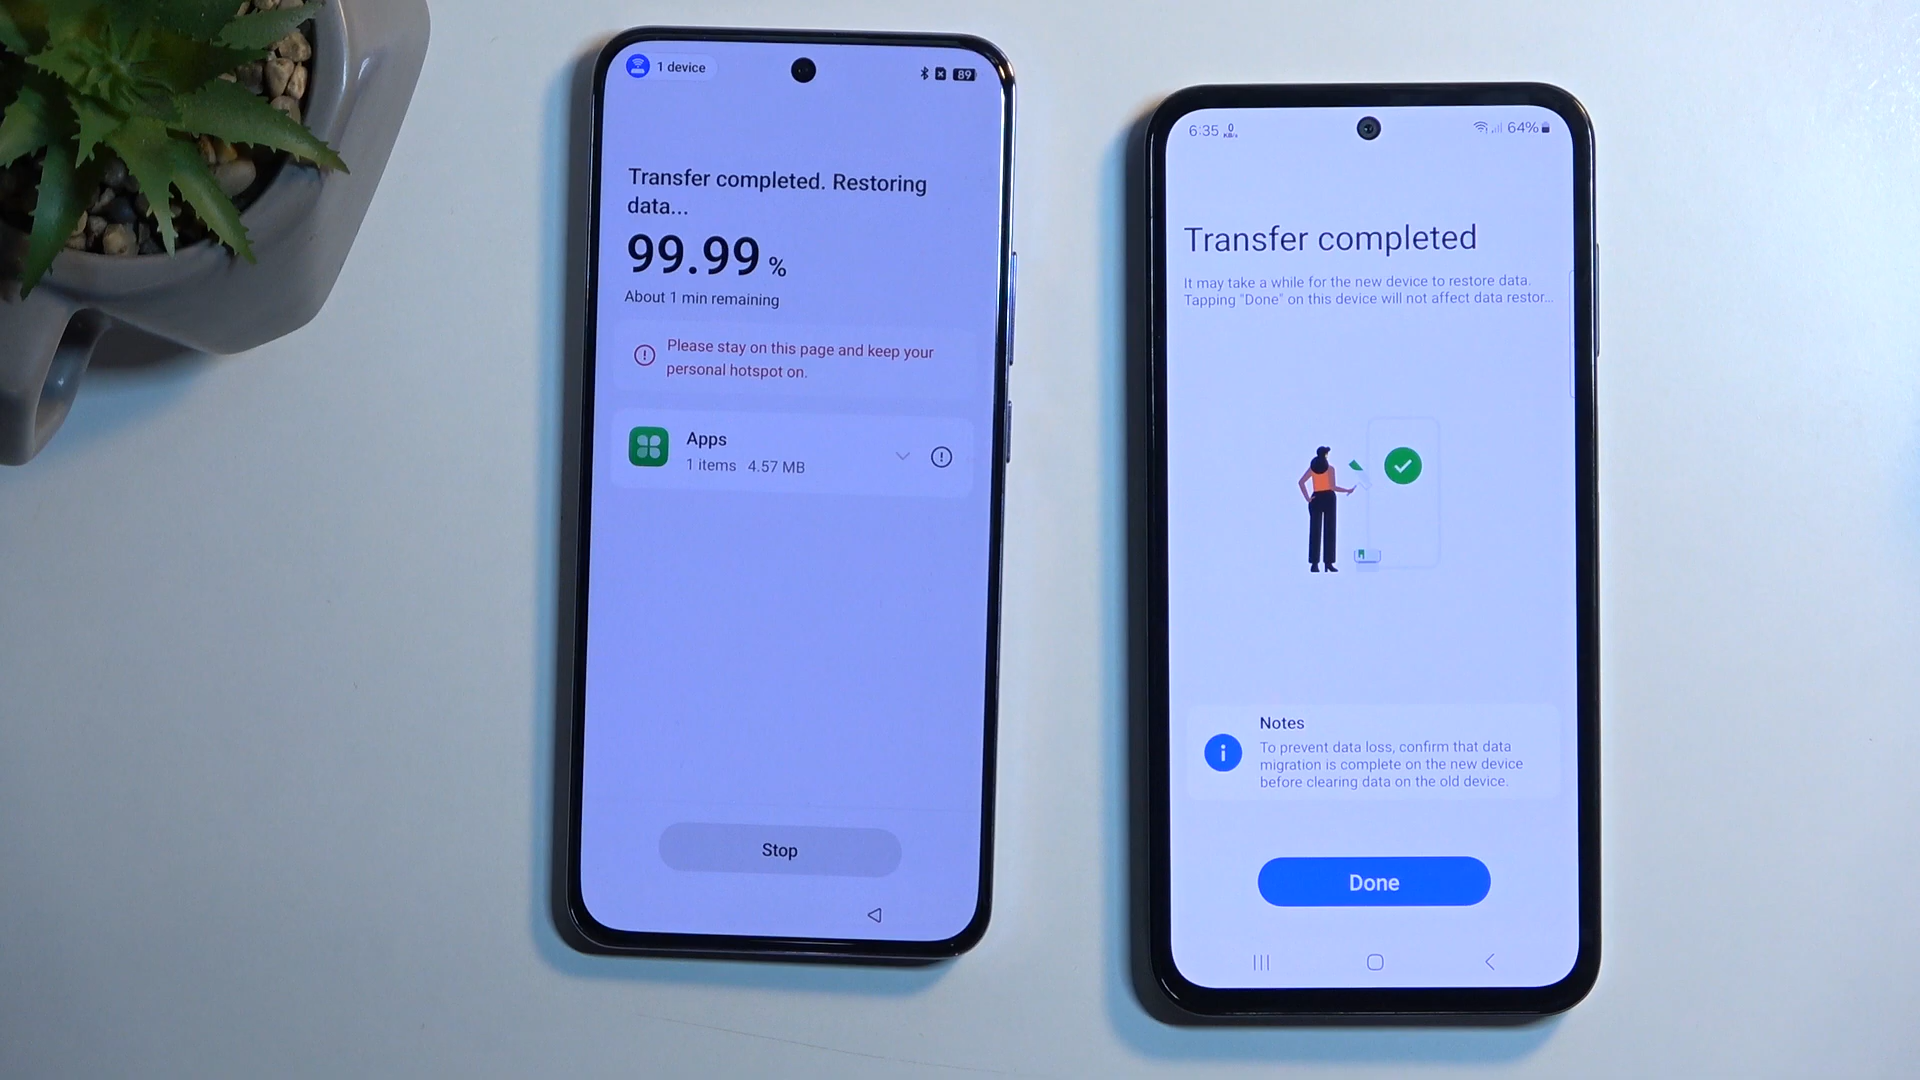 1 device
89
Transfer completed. Restoring
data...
99.99 %
About 1 min remaining
Please stay on this page and keep your
personal hotspot on.
Apps
1 items 4.57 MB
Stop
6:35 0 KB/s
64%
Transfer completed
It may take a while for the new device to restore data.
Tapping "Done" on this device will not affect data restor...
Notes
To prevent data loss, confirm that data
migration is complete on the new device
before clearing data on the old device.
Done